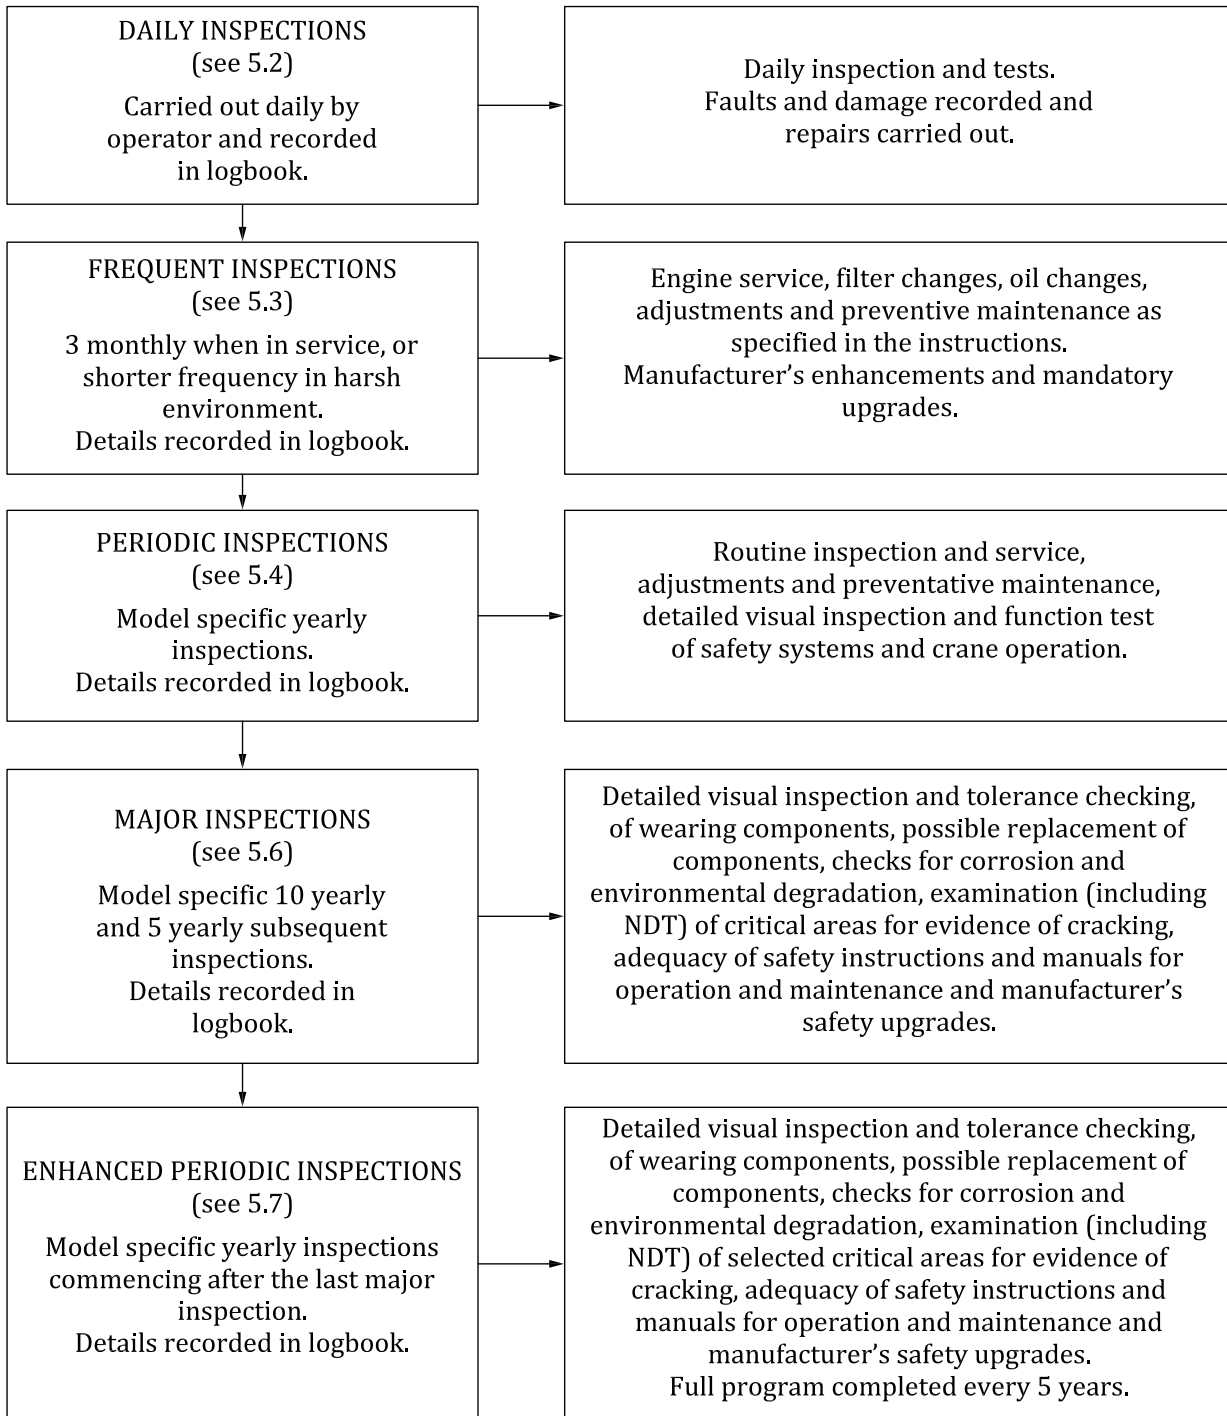 DAILY INSPECTIONS
(see 5.2)
Carried out daily by
operator and recorded
in logbook.
Daily inspection and tests.
Faults and damage recorded and
repairs carried out.
FREQUENT INSPECTIONS
(see 5.3)
3 monthly when in service, or
shorter frequency in harsh
environment.
Details recorded in logbook.
Engine service, filter changes, oil changes,
adjustments and preventive maintenance as
specified in the instructions.
Manufacturer’s enhancements and mandatory
upgrades.
PERIODIC INSPECTIONS
(see 5.4)
Model specific yearly
inspections.
Details recorded in logbook.
Routine inspection and service,
adjustments and preventative maintenance,
detailed visual inspection and function test
of safety systems and crane operation.
MAJOR INSPECTIONS
(see 5.6)
Model specific 10 yearly
and 5 yearly subsequent
inspections.
Details recorded in
logbook.
Detailed visual inspection and tolerance checking,
of wearing components, possible replacement of
components, checks for corrosion and
environmental degradation, examination (including
NDT) of critical areas for evidence of cracking,
adequacy of safety instructions and manuals for
operation and maintenance and manufacturer’s
safety upgrades.
ENHANCED PERIODIC INSPECTIONS
(see 5.7)
Model specific yearly inspections
commencing after the last major
inspection.
Details recorded in logbook.
Detailed visual inspection and tolerance checking,
of wearing components, possible replacement of
components, checks for corrosion and
environmental degradation, examination (including
NDT) of selected critical areas for evidence of
cracking, adequacy of safety instructions and
manuals for operation and maintenance and
manufacturer’s safety upgrades.
Full program completed every 5 years.